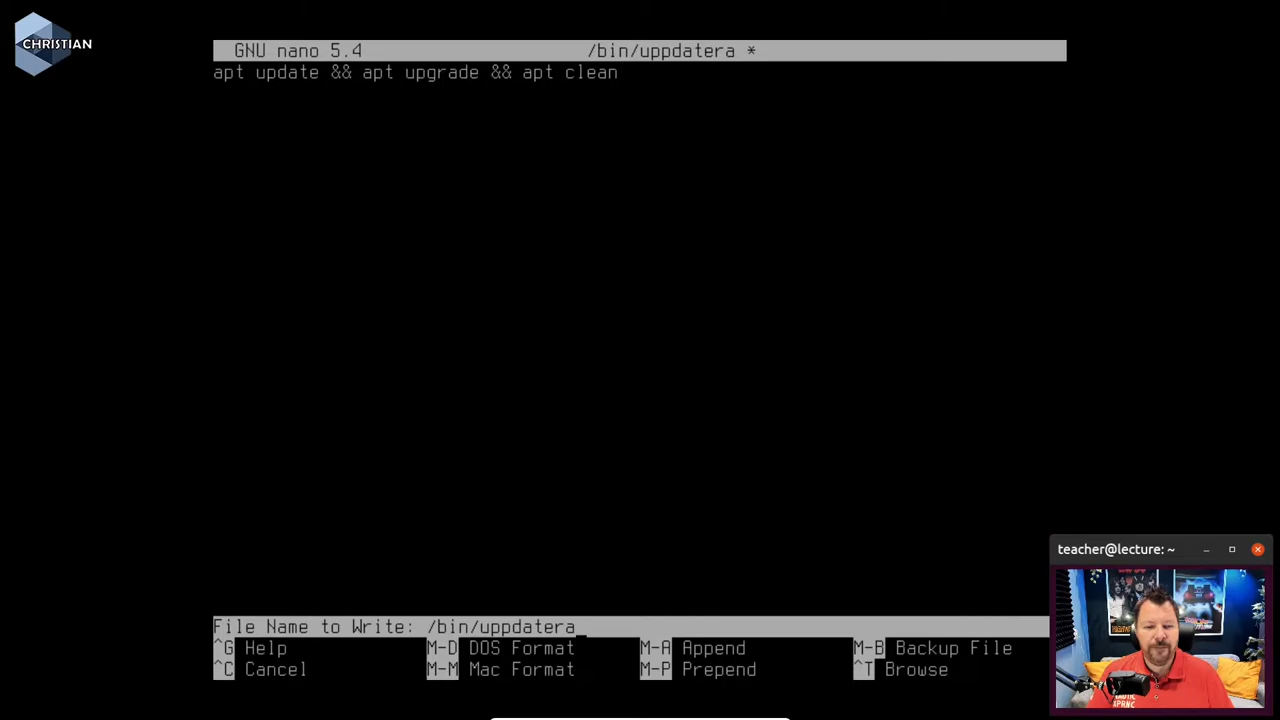 CHRISTIAN
GNU nano 5.4 /bin/uppdatera *
apt update && apt upgrade && apt clean
teacher@lecture: ~
File Name to Write: /bin/uppdatera
^G Help M-D DOS Format M-A Append M-B Backup File
^C Cancel M-M Mac Format M-P Prepend ^T Browse